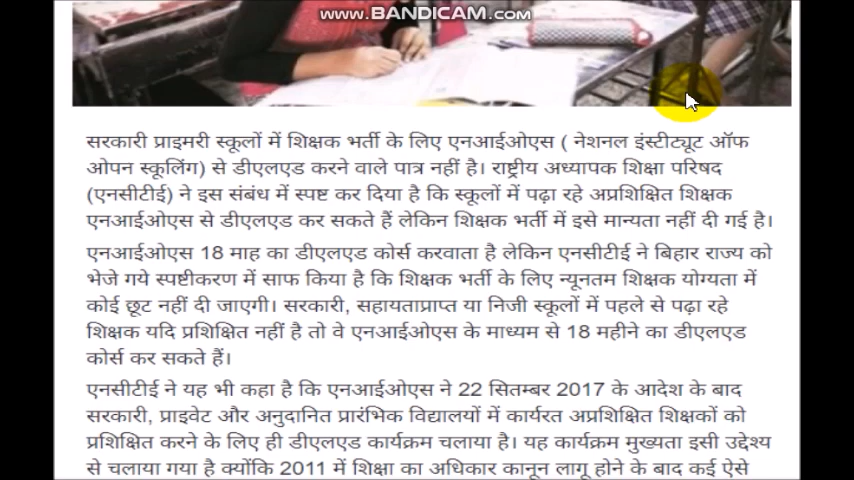 www.BANDICAM.com
सरकारी प्राइमरी स्कूलों में शिक्षक भर्ती के लिए एनआईओएस ( नेशनल इंस्टीट्यूट ऑफ
ओपन स्कूलिंग) से डीएलएड करने वाले पात्र नहीं है। राष्ट्रीय अध्यापक शिक्षा परिषद
(एनसीटीई) ने इस संबंध में स्पष्ट कर दिया है कि स्कूलों में पढ़ा रहे अप्रशिक्षित शिक्षक
एनआईओएस से डीएलएड कर सकते हैं लेकिन शिक्षक भर्ती में इसे मान्यता नहीं दी गई है।
एनआईओएस 18 माह का डीएलएड कोर्स करवाता है लेकिन एनसीटीई ने बिहार राज्य को
भेजे गये स्पष्टीकरण में साफ किया है कि शिक्षक भर्ती के लिए न्यूनतम शिक्षक योग्यता में
कोई छूट नहीं दी जाएगी। सरकारी, सहायताप्राप्त या निजी स्कूलों में पहले से पढ़ा रहे
शिक्षक यदि प्रशिक्षित नहीं है तो वे एनआईओएस के माध्यम से 18 महीने का डीएलएड
कोर्स कर सकते हैं।
एनसीटीई ने यह भी कहा है कि एनआईओएस ने 22 सितम्बर 2017 के आदेश के बाद
सरकारी, प्राइवेट और अनुदानित प्रारंभिक विद्यालयों में कार्यरत अप्रशिक्षित शिक्षकों को
प्रशिक्षित करने के लिए ही डीएलएड कार्यक्रम चलाया है। यह कार्यक्रम मुख्यता इसी उद्देश्य
से चलाया गया है क्योंकि 2011 में शिक्षा का अधिकार कानून लागू होने के बाद कई ऐसे